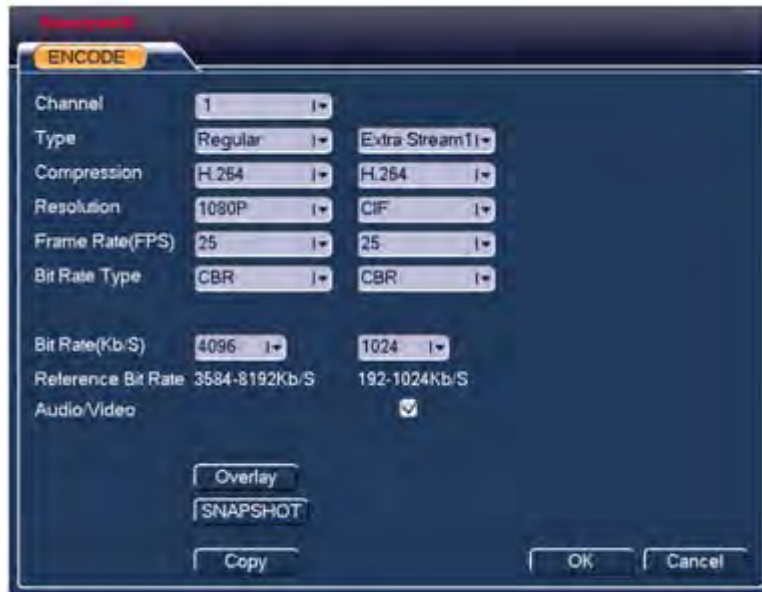 ENCODE
Channel 1
Type Regular Extra Stream1
Compression H.264 H.264
Resolution 1080P CIF
Frame Rate(FPS) 25 25
Bit Rate Type CBR CBR
Bit Rate(Kb/S) 4096 1024
Reference Bit Rate 3584-8192Kb/S 192-1024Kb/S
Audio/Video
Overlay
SNAPSHOT
Copy OK Cancel